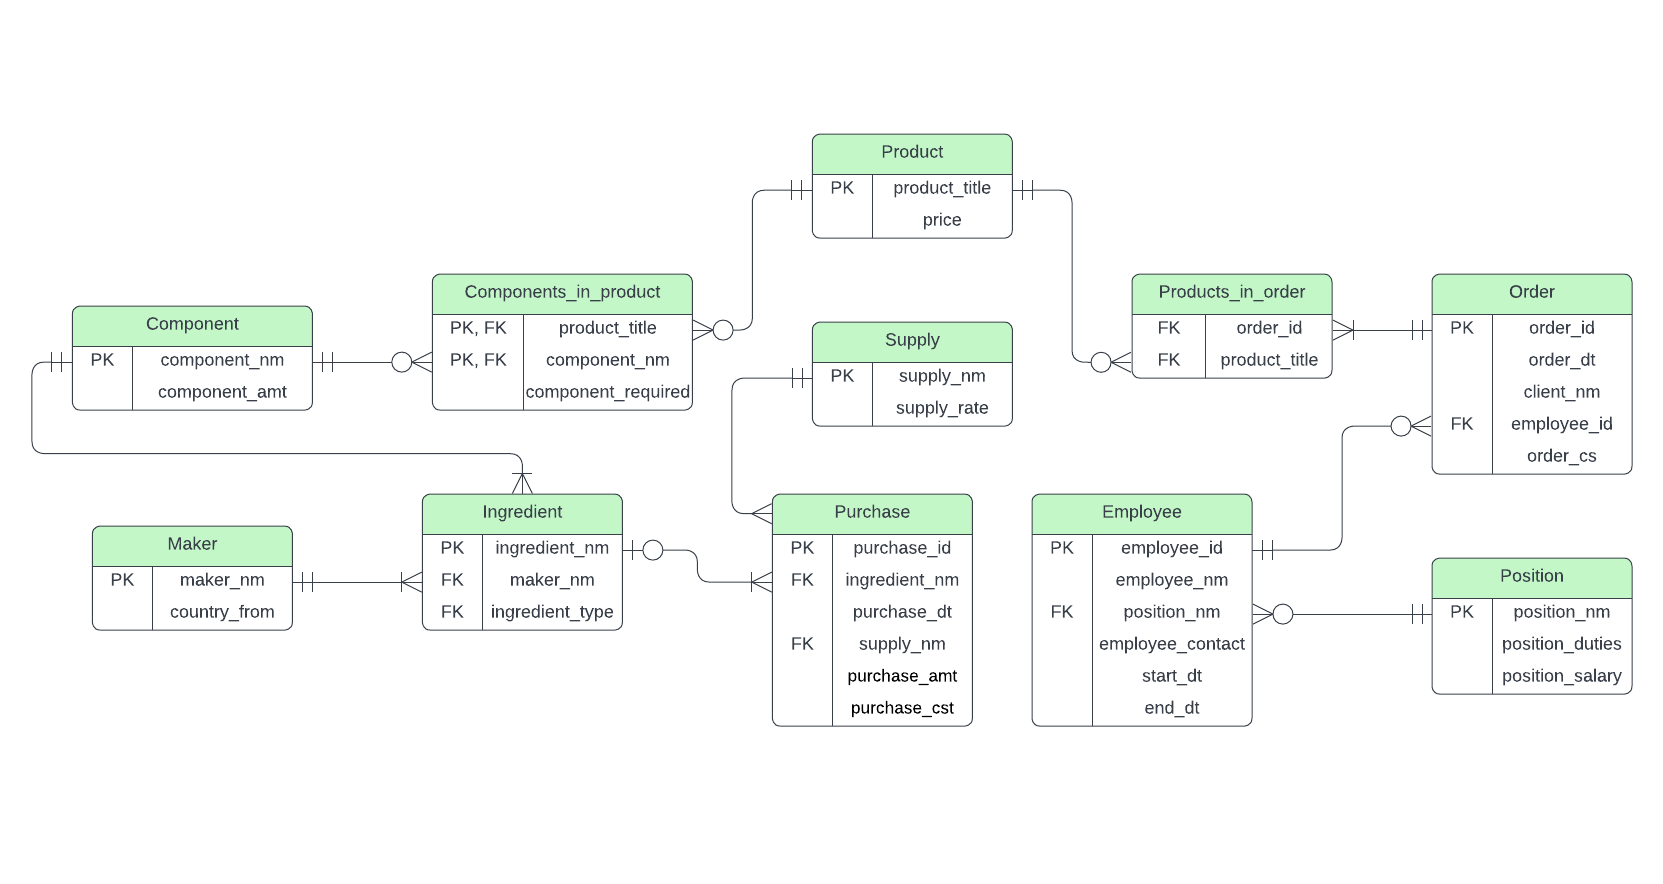 Product
PK product_title
price
Components_in_product
PK, FK product_title
PK, FK component_nm
component_required
Products_in_order
FK order_id
FK product_title
Order
PK order_id
order_dt
client_nm
FK employee_id
order_cs
Component
PK component_nm
component_amt
Supply
PK supply_nm
supply_rate
Maker
PK maker_nm
country_from
Ingredient
PK ingredient_nm
FK maker_nm
FK ingredient_type
Purchase
PK purchase_id
FK ingredient_nm
purchase_dt
FK supply_nm
purchase_amt
purchase_cst
Employee
PK employee_id
employee_nm
FK position_nm
employee_contact
start_dt
end_dt
Position
PK position_nm
position_duties
position_salary